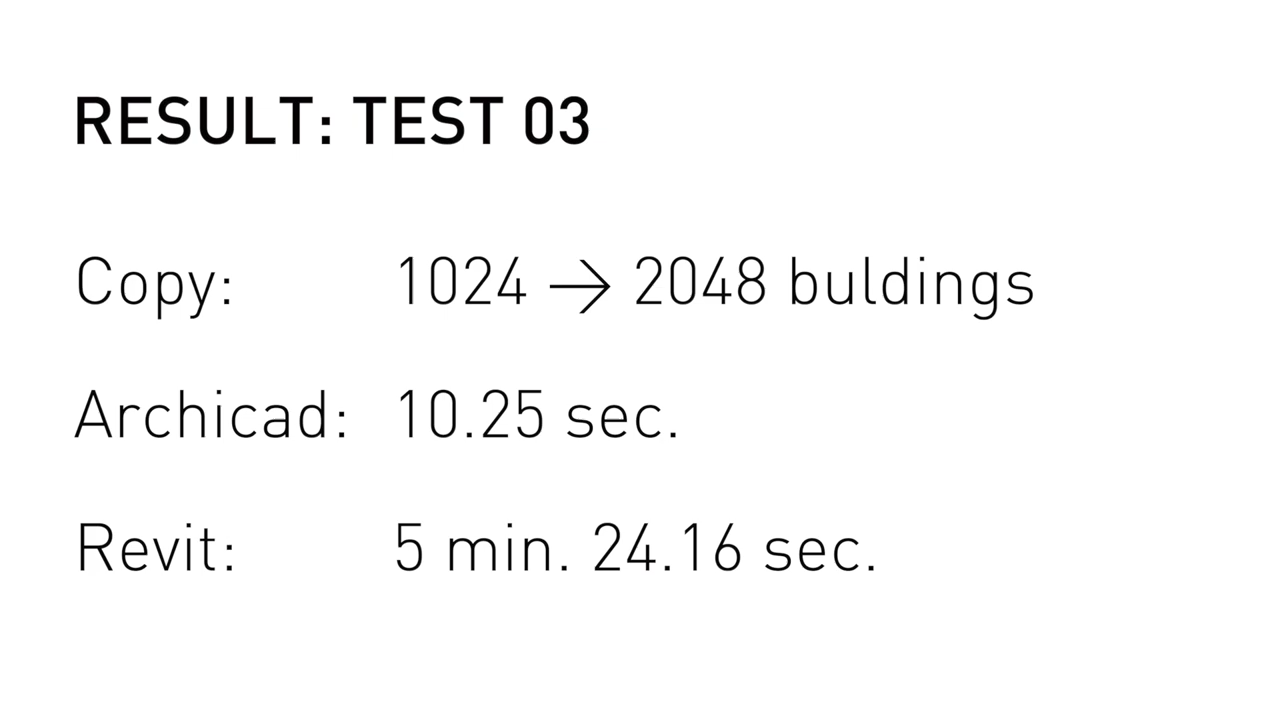 RESULT: TEST 03
Copy: 1024 → 2048 buldings
Archicad: 10.25 sec.
Revit: 5 min. 24.16 sec.